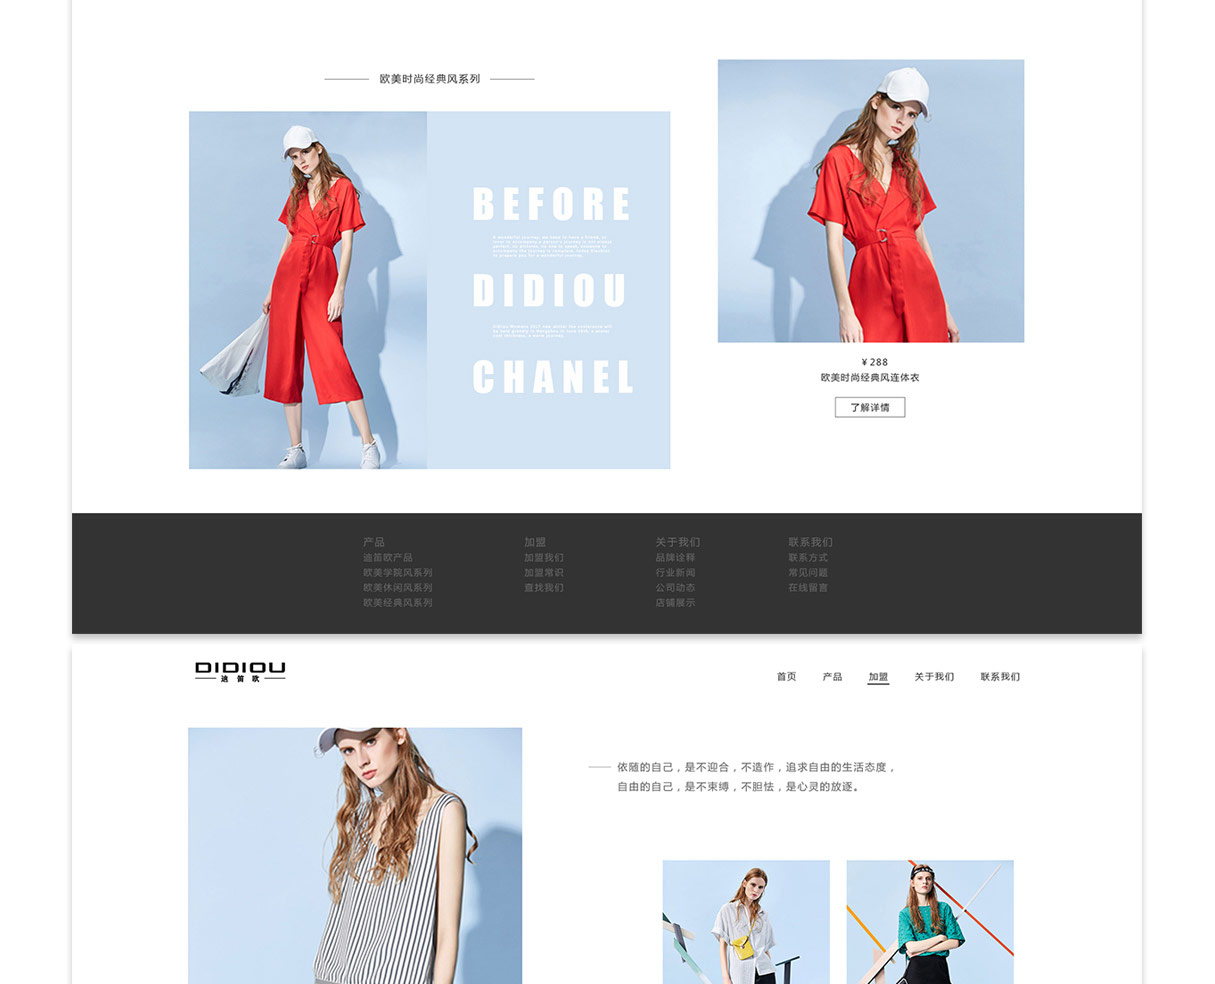 欧美时尚经典风系列
BEFORE
DIDIOU
CHANEL
¥ 288
欧美时尚经典风连体衣
了解详情
产品
迪笛欧产品
欧美学院风系列
欧美休闲风系列
欧美经典风系列
加盟
加盟我们
加盟常识
查找我们
关于我们
品牌诠释
行业新闻
公司动态
店铺展示
联系我们
联系方式
常见问题
在线留言
DIDIOU
迪笛欧
首页 产品 加盟 关于我们 联系我们
依随的自己，是不迎合，不造作，追求自由的生活态度，
自由的自己，是不束缚，不胆怯，是心灵的放逐。